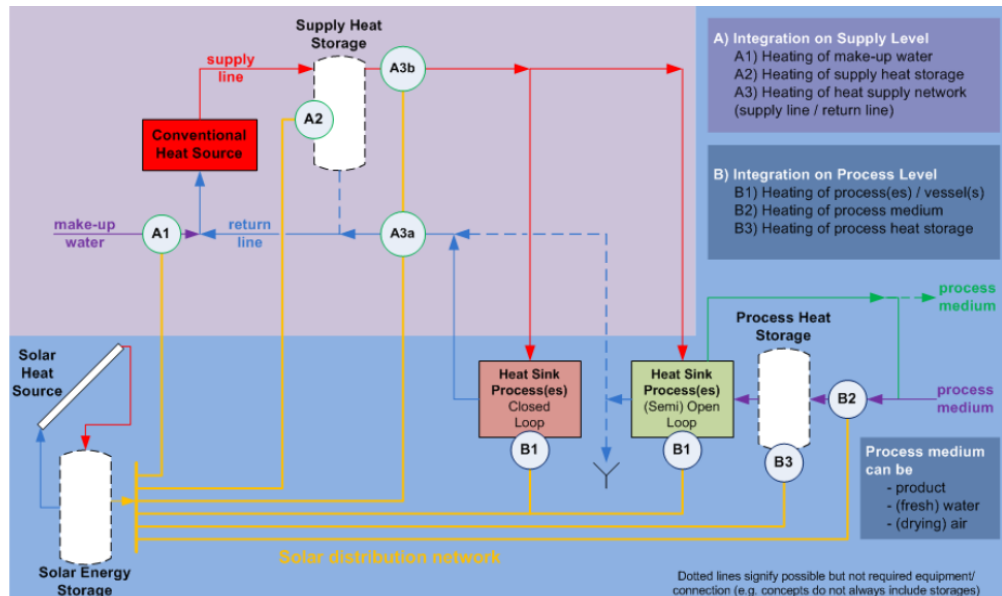 Supply Heat
Storage
supply
line
A3b
A2
Conventional
Heat Source
make-up
water
A1
return
line
A3a
A) Integration on Supply Level
A1) Heating of make-up water
A2) Heating of supply heat storage
A3) Heating of heat supply network
(supply line / return line)
B) Integration on Process Level
B1) Heating of process(es) / vessel(s)
B2) Heating of process medium
B3) Heating of process heat storage
process
medium
Process Heat
Storage
Solar
Heat
Source
Heat Sink
Process(es)
Closed
Loop
B1
Heat Sink
Process(es)
(Semi) Open
Loop
B1
B2
B3
process
medium
Process medium
can be
- product
- (fresh) water
- (drying) air
Solar distribution network
Solar Energy
Storage
Dotted lines signify possible but not required equipment/
connection (e.g. concepts do not always include storages)